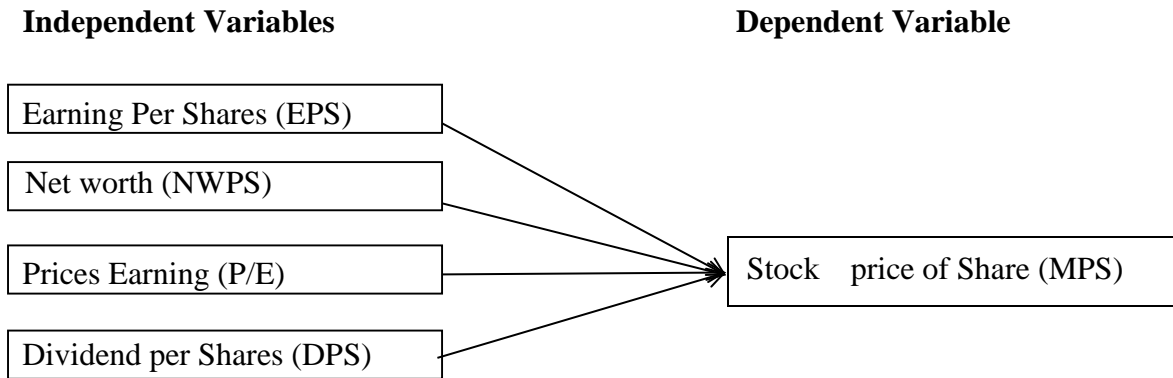 Independent Variables
Dependent Variable
Earning Per Shares (EPS)
Net worth (NWPS)
Prices Earning (P/E)
Stock price of Share (MPS)
Dividend per Shares (DPS)